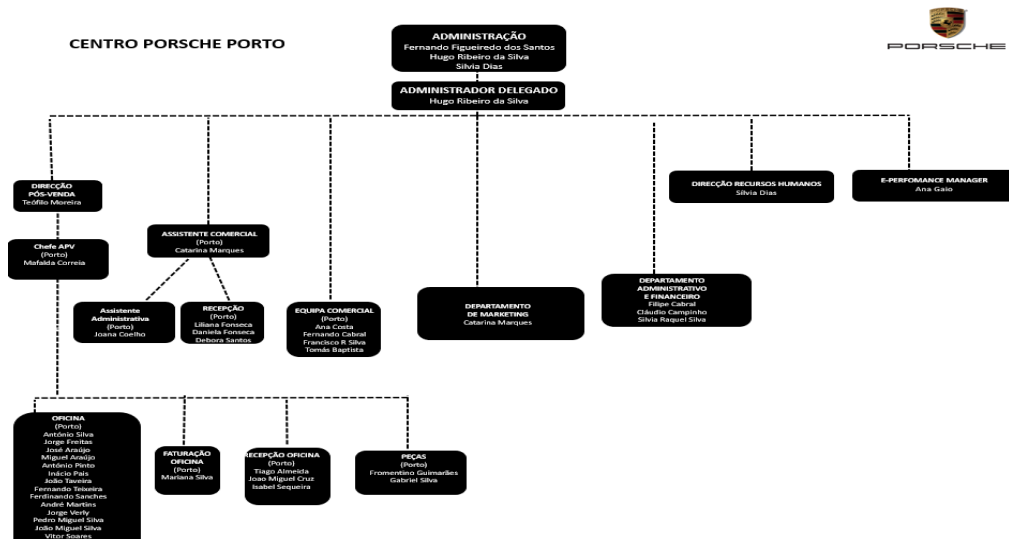 CENTRO PORSCHE PORTO
PORSCHE
ADMINISTRAÇÃO
Fernando Figueiredo dos Santos
Hugo Ribeiro da Silva
Silvia Dias
ADMINISTRADOR DELEGADO
Hugo Ribeiro da Silva
DIRECÇÃO
PÓS-VENDA
Teófilo Moreira
DIRECÇÃO RECURSOS HUMANOS
Sílvia Dias
E-PERFOMANCE MANAGER
Ana Gaio
Chefe APV
(Porto)
Mafalda Correia
ASSISTENTE COMERCIAL
(Porto)
Catarina Marques
Assistente
Administrativa
(Porto)
Joana Coelho
RECEPÇÃO
(Porto)
Liliana Fonseca
Daniela Fonseca
Debora Santos
EQUIPA COMERCIAL
(Porto)
Ana Costa
Fernando Cabral
Francisco R Silva
Tomás Baptista
DEPARTAMENTO
DE MARKETING
Catarina Marques
DEPARTAMENTO
ADMINISTRATIVO
E FINANCEIRO
Filipe Cabral
Cláudio Campinho
Silvia Raquel Silva
OFICINA
(Porto)
António Silva
Jorge Freitas
José Araújo
Miguel Araújo
António Pinto
Inácio Pais
João Taveira
Fernando Teixeira
Ferdinando Sanches
André Martins
Jorge Verly
Pedro Miguel Silva
João Miguel Silva
Vitor Soares
FATURAÇÃO
OFICINA
(Porto)
Mariana Silva
RECEPÇÃO OFICINA
(Porto)
Tiago Almeida
Joao Miguel Cruz
Isabel Sequeira
PEÇAS
(Porto)
Fromentino Guimarães
Gabriel Silva